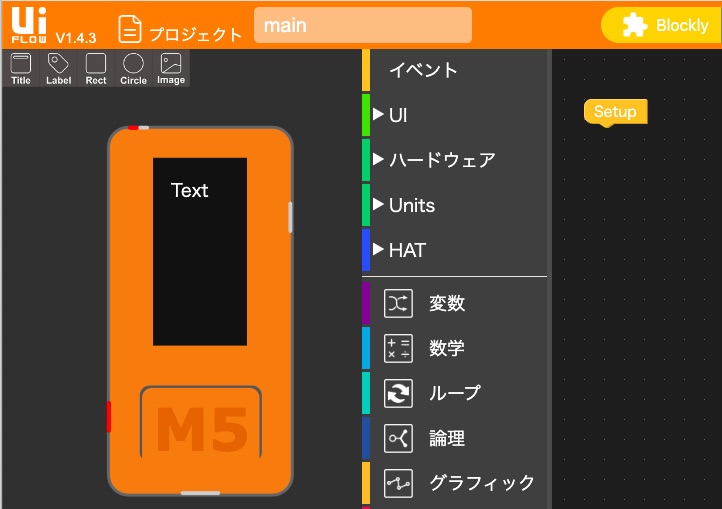 Ui
FLOW V1.4.3
プロジェクト
main
Blockly
Title Label Rect Circle Image
Text
M5
イベント
UI
ハードウェア
Units
HAT
変数
数学
ループ
論理
グラフィック
Setup